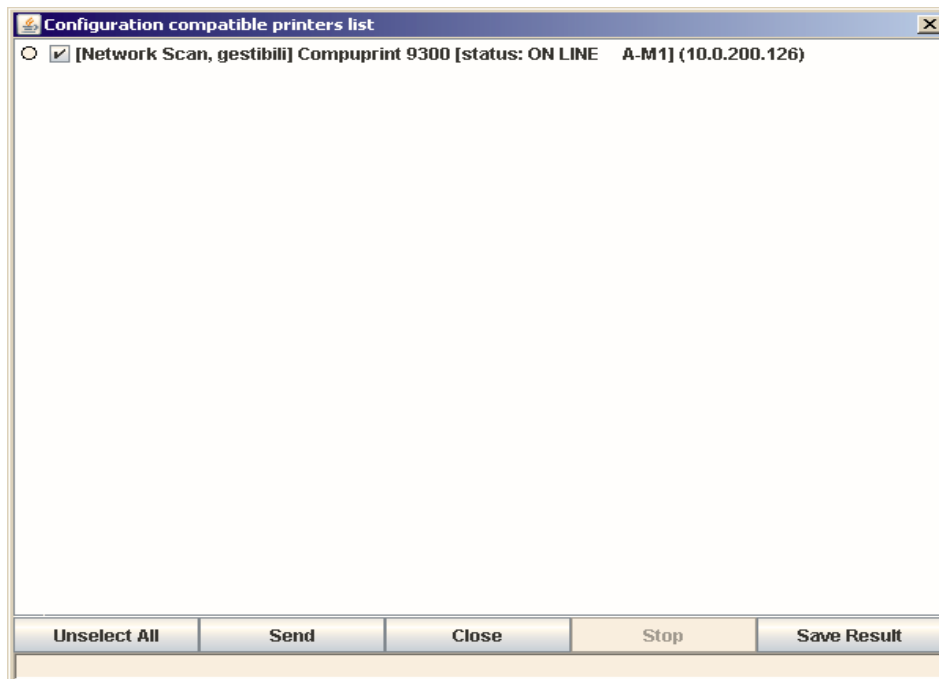 Configuration compatible printers list
[Network Scan, gestibili] Compuprint 9300 [status: ON LINE    A-M1] (10.0.200.126)
Unselect All Send Close Stop Save Result